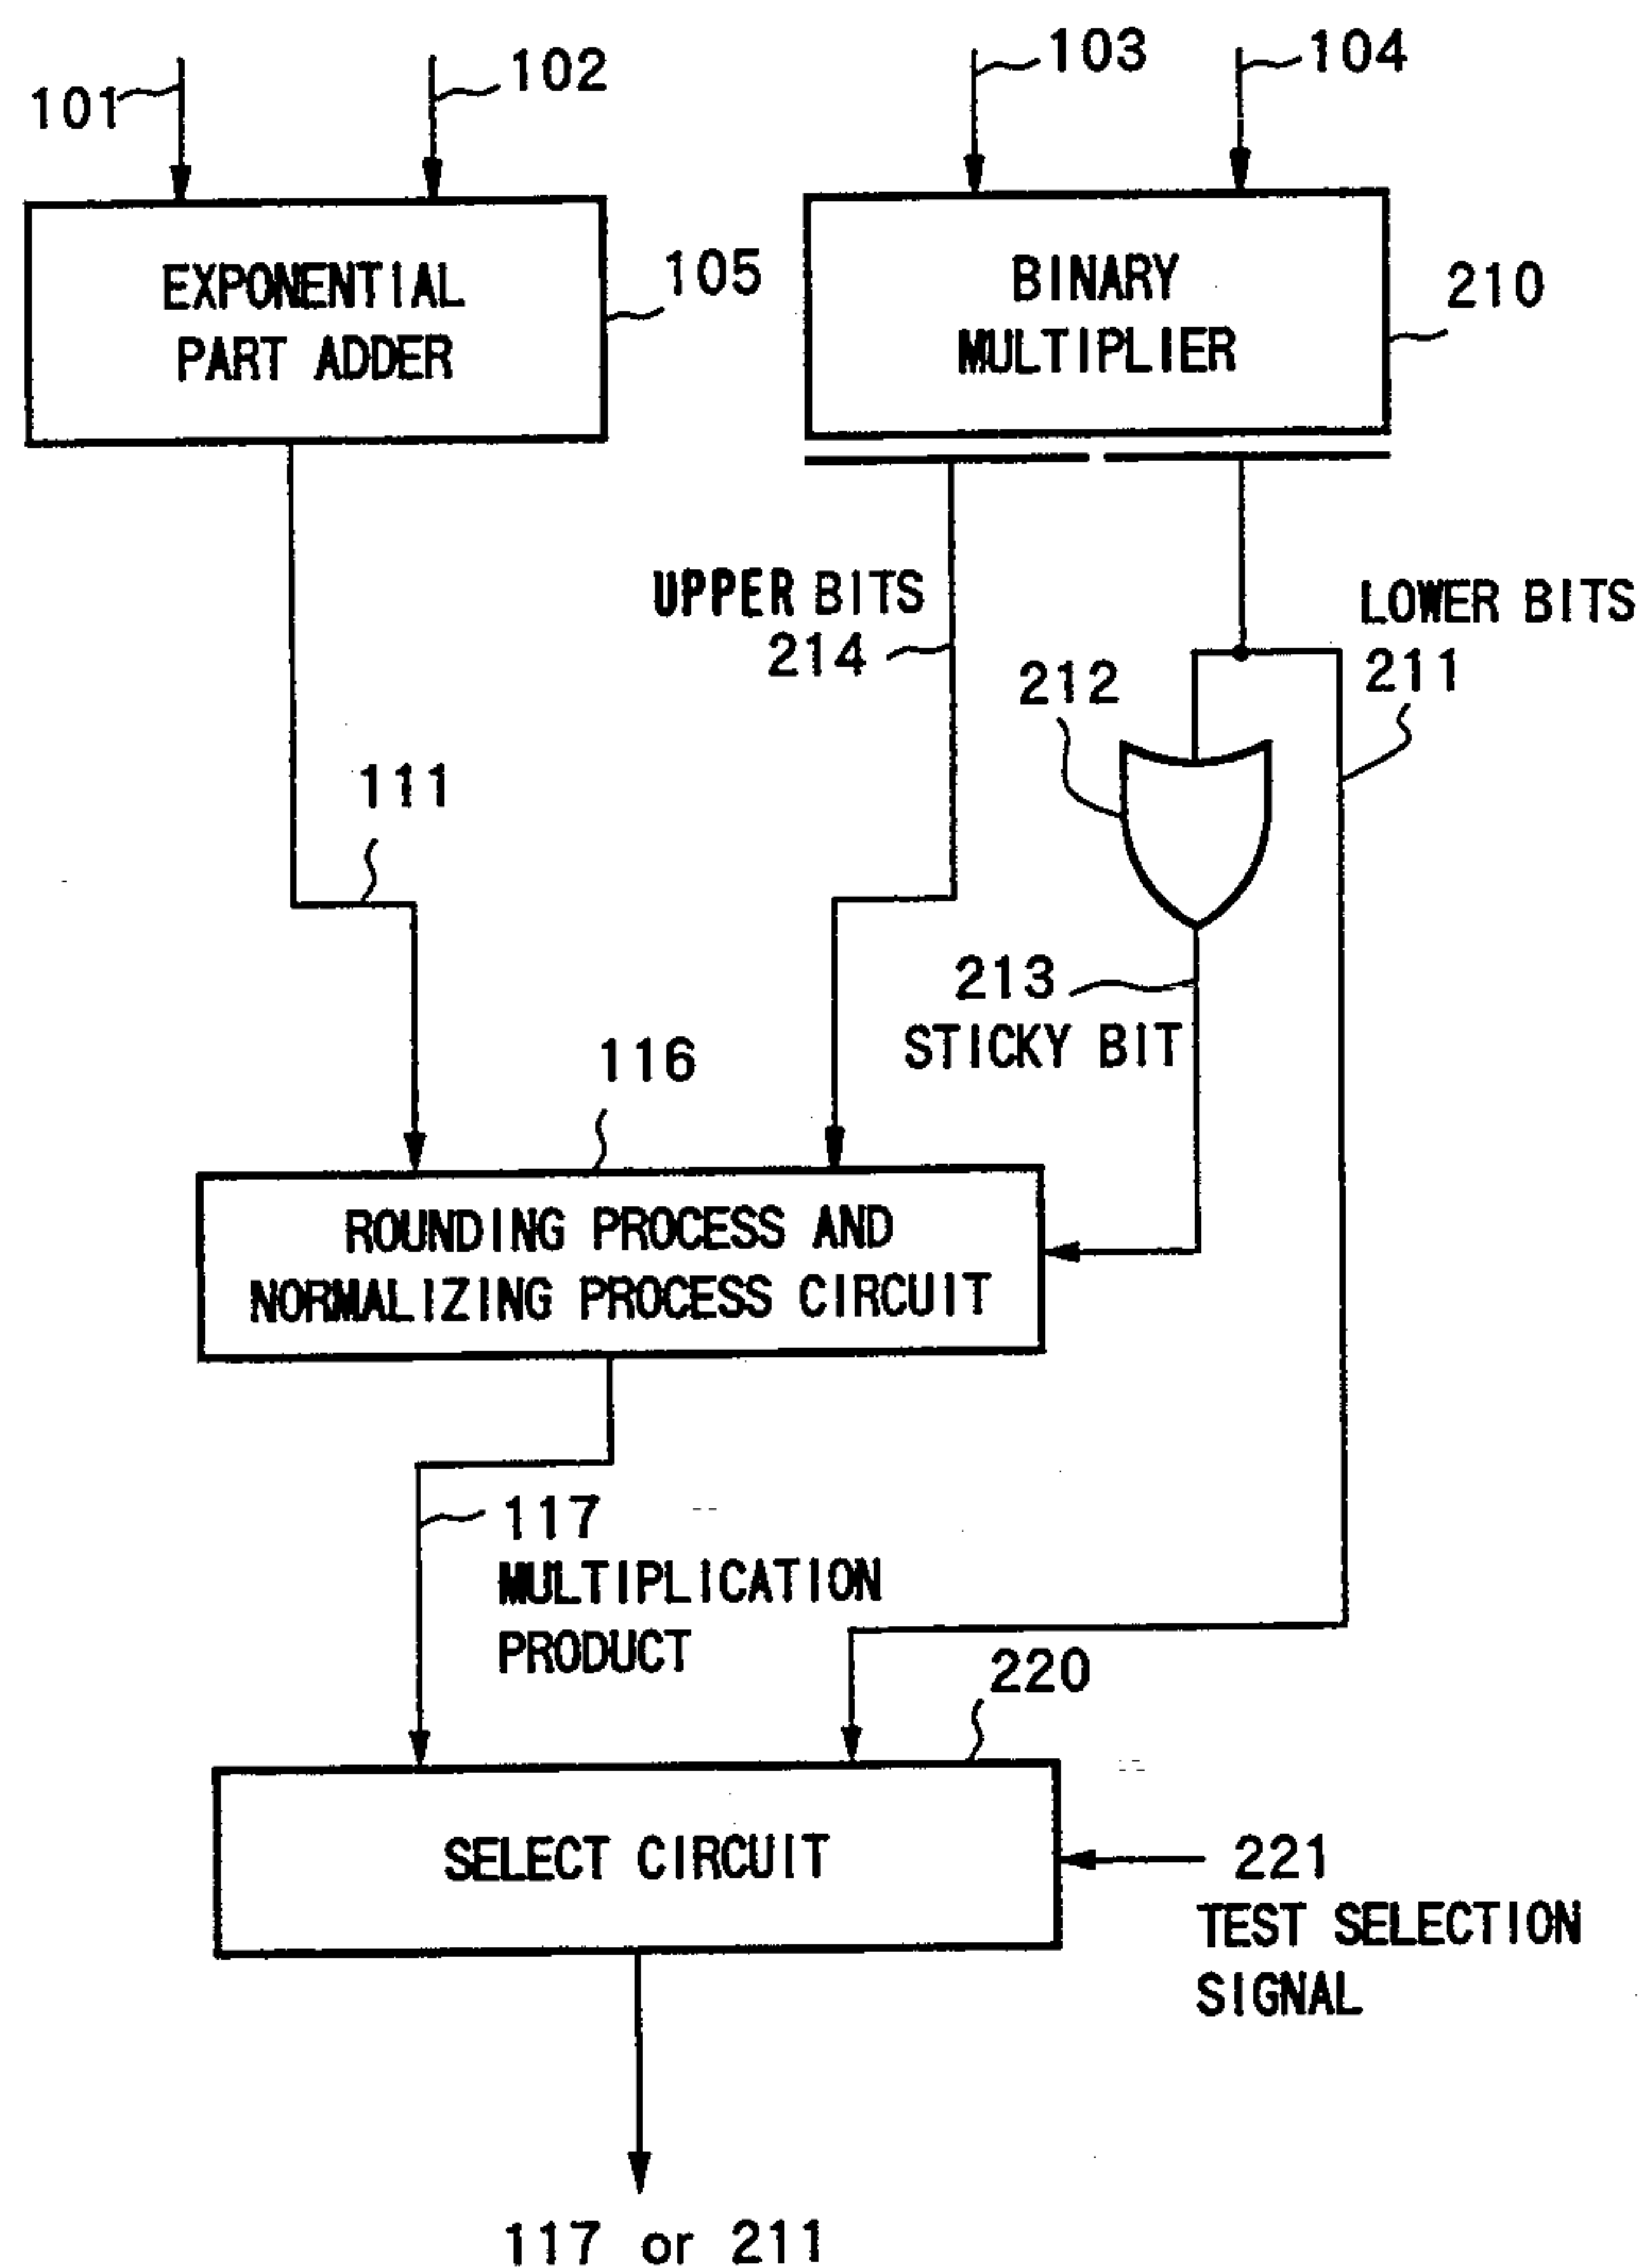 101
102
103
104
EXPONENTIAL
PART ADDER
105
BINARY
MULTIPLIER
210
UPPER BITS
214
LOWER BITS
211
212
111
213
STICKY BIT
116
ROUNDING PROCESS AND
NORMALIZING PROCESS CIRCUIT
117
MULTIPLICATION
PRODUCT
220
SELECT CIRCUIT
221
TEST SELECTION
SIGNAL
117 or 211